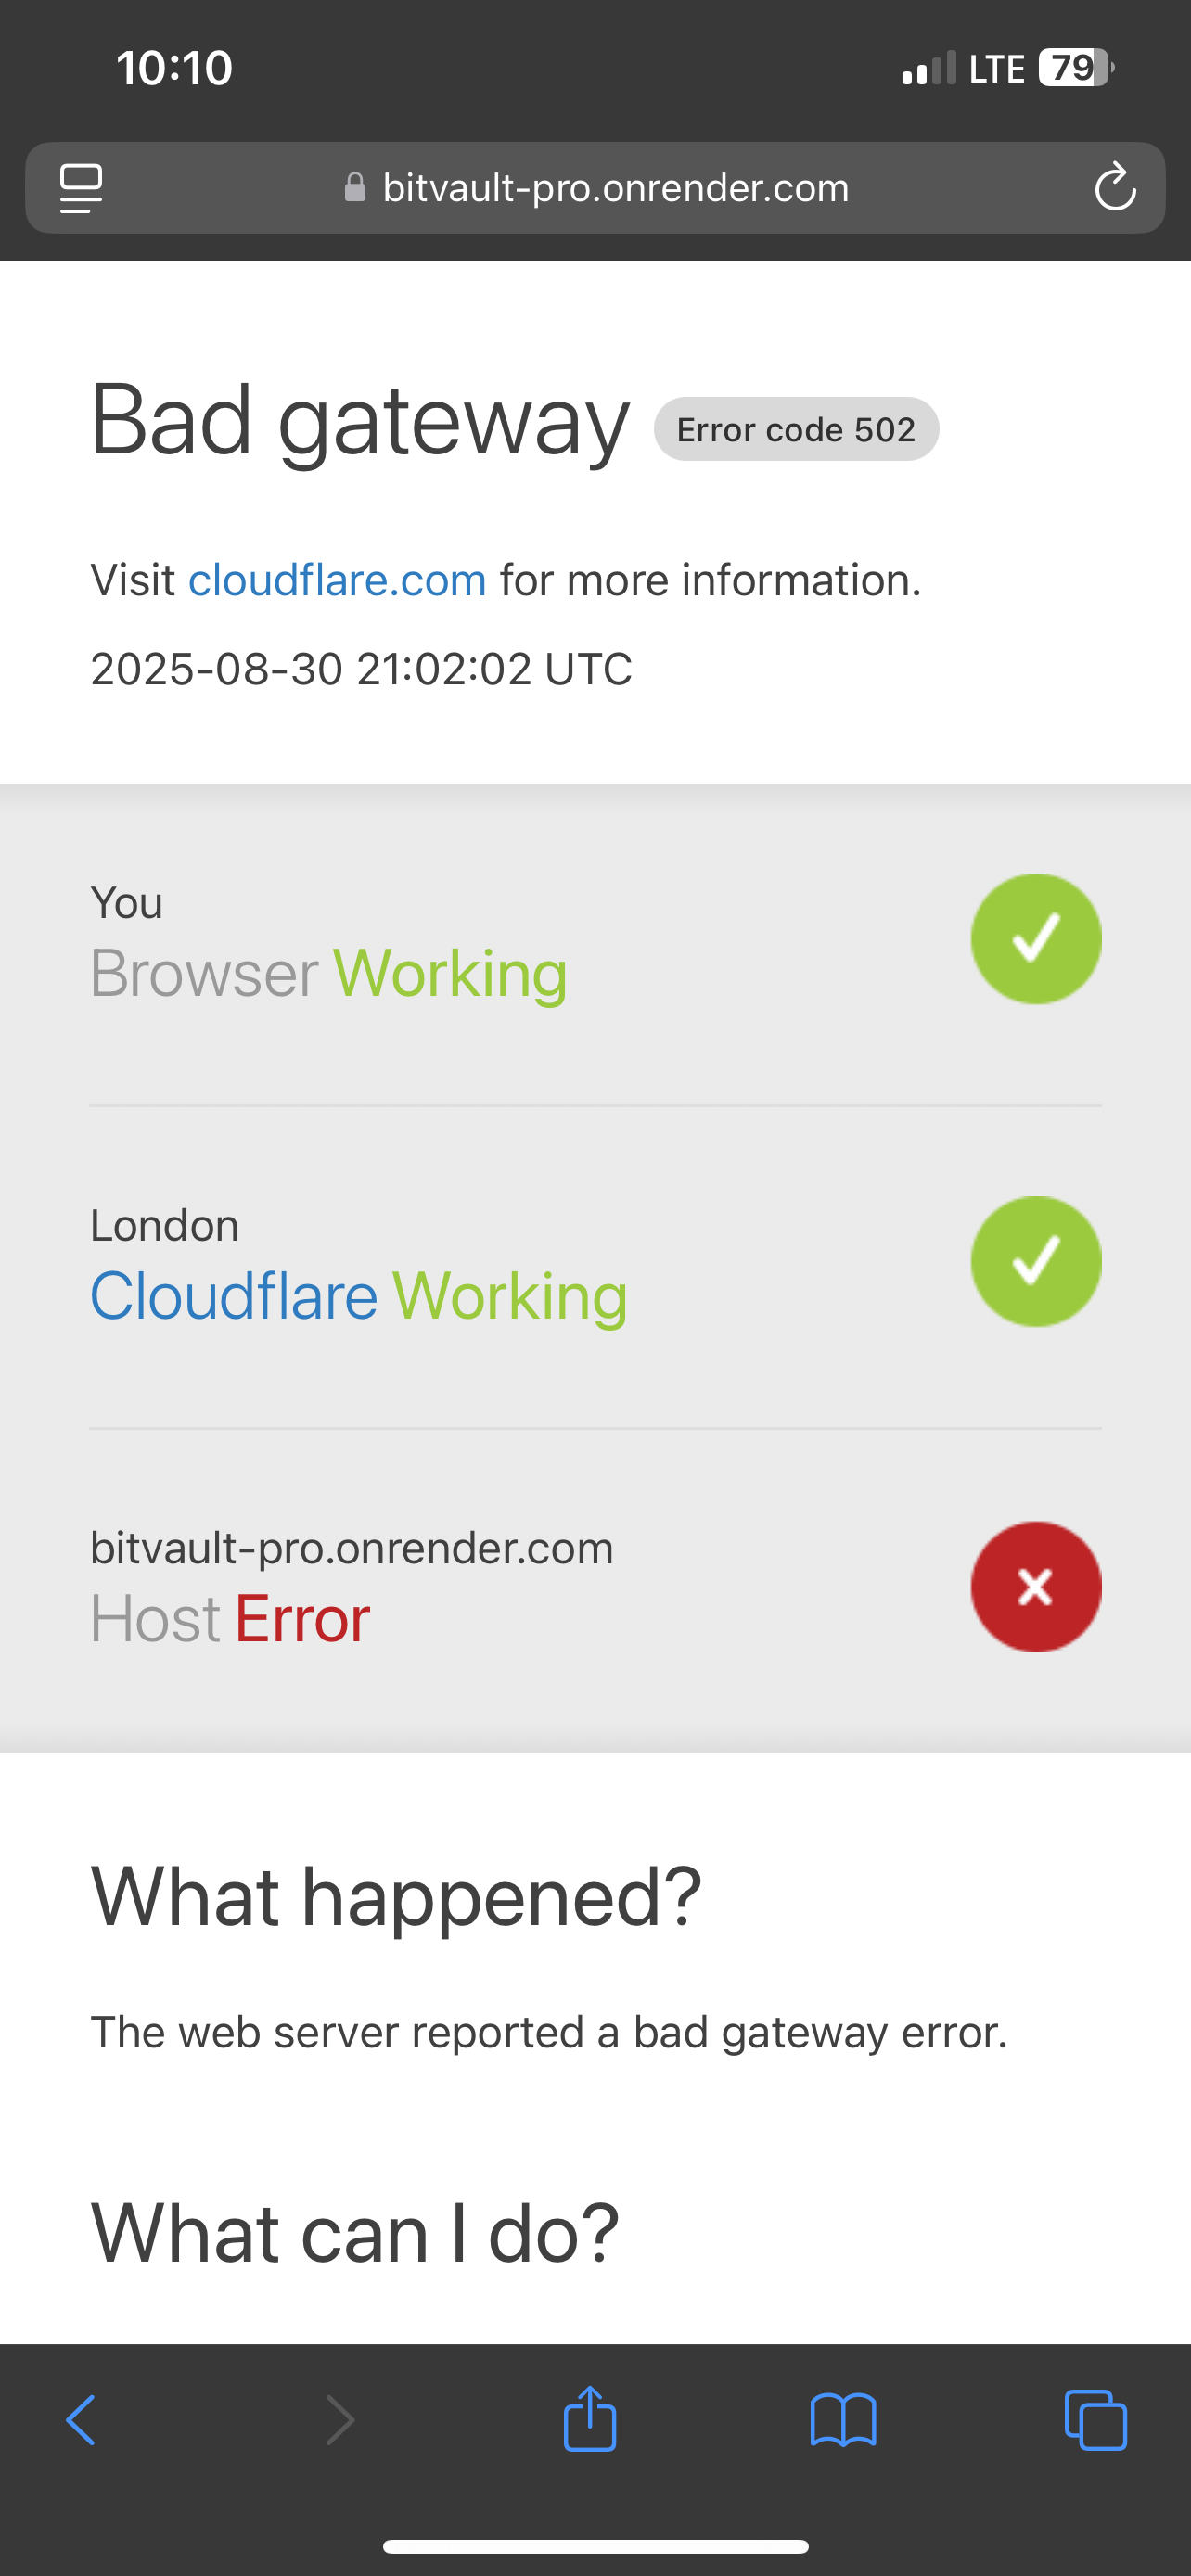 10:10
LTE 79
bitvault-pro.onrender.com
Bad gateway Error code 502
Visit cloudflare.com for more information.
2025-08-30 21:02:02 UTC
You
Browser Working
London
Cloudflare Working
bitvault-pro.onrender.com
Host Error
What happened?
The web server reported a bad gateway error.
What can I do?